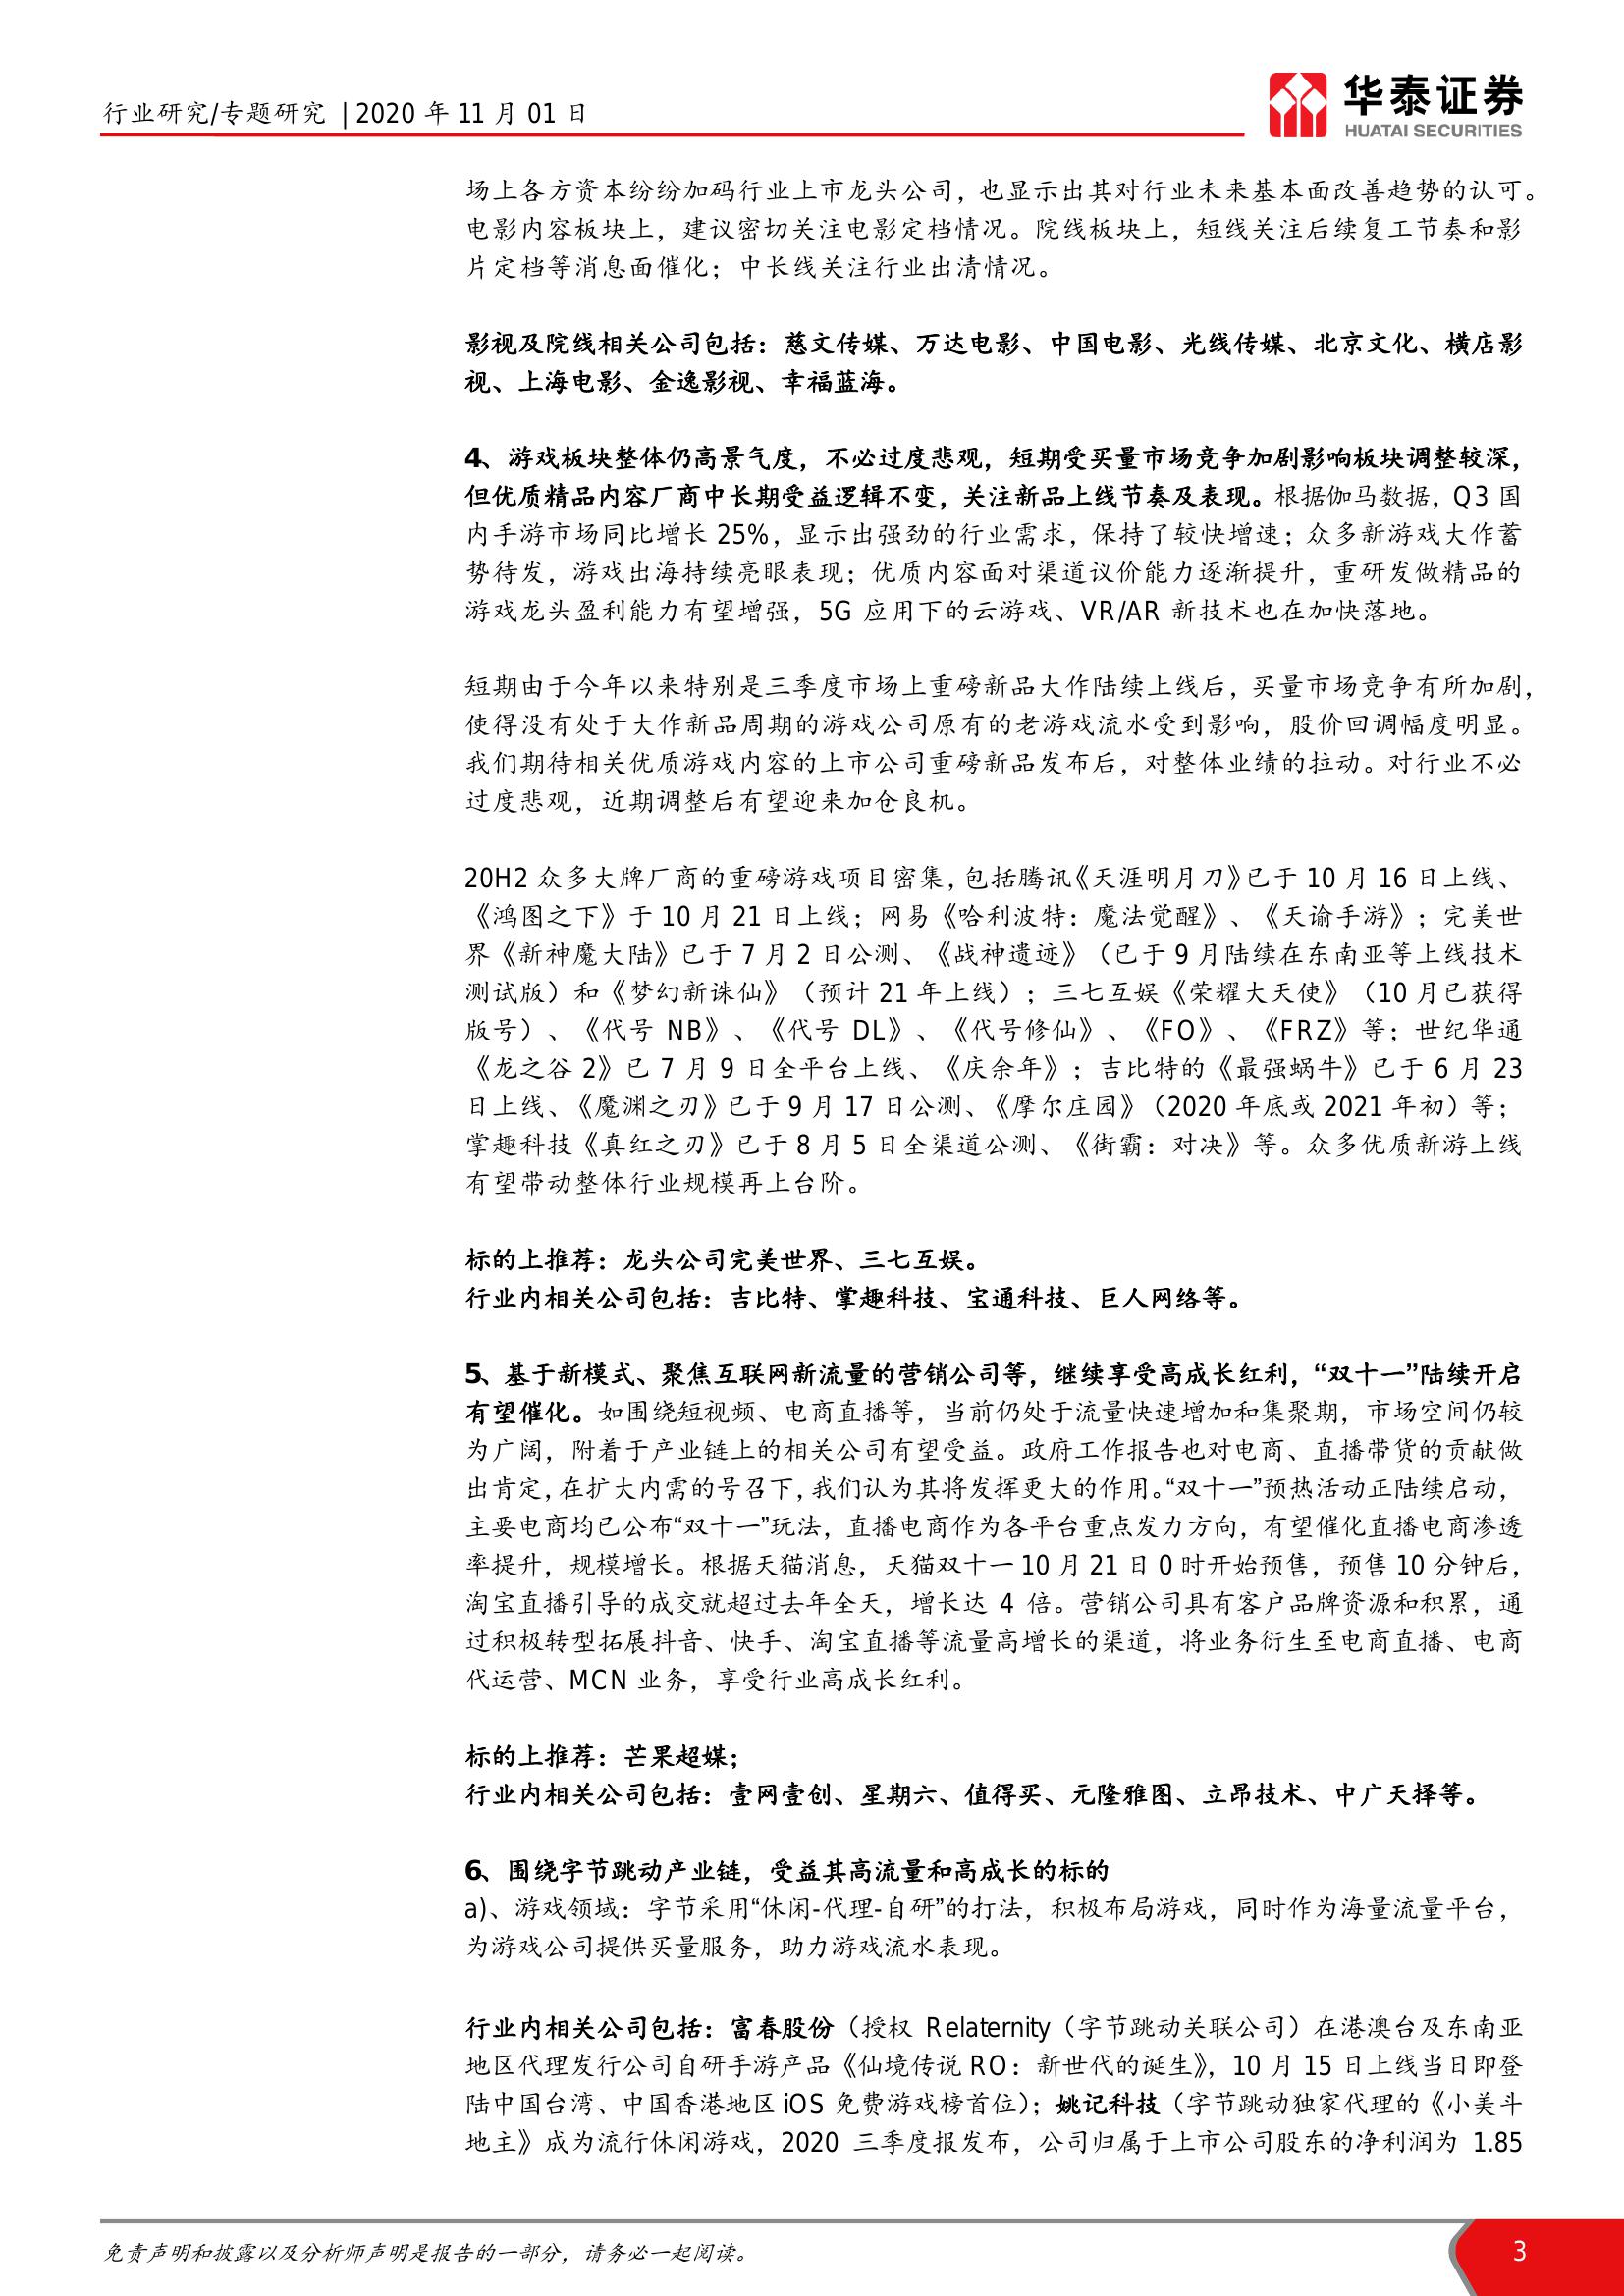 行业研究/专题研究 | 2020 年 11 月 01 日
华泰证券
HUATAI SECURITIES
场上各方资本纷纷加码行业上市龙头公司，也显示出其对行业未来基本面改善趋势的认可。
电影内容板块上，建议密切关注电影定档情况。院线板块上，短线关注后续复工节奏和影
片定档等消息面催化；中长线关注行业出清情况。
影视及院线相关公司包括：慈文传媒、万达电影、中国电影、光线传媒、北京文化、横店影
视、上海电影、金逸影视、幸福蓝海。
4、游戏板块整体仍高景气度，不必过度悲观，短期受买量市场竞争加剧影响板块调整较深，
但优质精品内容厂商中长期受益逻辑不变，关注新品上线节奏及表现。根据伽马数据，Q3 国
内手游市场同比增长 25%，显示出强劲的行业需求，保持了较快增速；众多新游戏大作蓄
势待发，游戏出海持续亮眼表现；优质内容面对渠道议价能力逐渐提升，重研发做精品的
游戏龙头盈利能力有望增强，5G 应用下的云游戏、VR/AR 新技术也在加快落地。
短期由于今年以来特别是三季度市场上重磅新品大作陆续上线后，买量市场竞争有所加剧，
使得没有处于大作新品周期的游戏公司原有的老游戏流水受到影响，股价回调幅度明显。
我们期待相关优质游戏内容的上市公司重磅新品发布后，对整体业绩的拉动。对行业不必
过度悲观，近期调整后有望迎来加仓良机。
20H2 众多大牌厂商的重磅游戏项目密集，包括腾讯《天涯明月刀》已于 10 月 16 日上线、
《鸿图之下》于 10 月 21 日上线；网易《哈利波特：魔法觉醒》、《天谕手游》；完美世
界《新神魔大陆》已于 7 月 2 日公测、《战神遗迹》（已于 9 月陆续在东南亚等上线技术
测试版）和《梦幻新诛仙》（预计 21 年上线）；三七互娱《荣耀大天使》（10 月已获得
版号）、《代号 NB》、《代号 DL》、《代号修仙》、《FO》、《FRZ》等；世纪华通
《龙之谷 2》已 7 月 9 日全平台上线、《庆余年》；吉比特的《最强蜗牛》已于 6 月 23
日上线、《魔渊之刃》已于 9 月 17 日公测、《摩尔庄园》（2020 年底或 2021 年初）等；
掌趣科技《真红之刃》已于 8 月 5 日全渠道公测、《街霸：对决》等。众多优质新游上线
有望带动整体行业规模再上台阶。
标的上推荐：龙头公司完美世界、三七互娱。
行业内相关公司包括：吉比特、掌趣科技、宝通科技、巨人网络等。
5、基于新模式、聚焦互联网新流量的营销公司等，继续享受高成长红利，“双十一”陆续开启
有望催化。如围绕短视频、电商直播等，当前仍处于流量快速增加和集聚期，市场空间仍较
为广阔，附着于产业链上的相关公司有望受益。政府工作报告也对电商、直播带货的贡献做
出肯定，在扩大内需的号召下，我们认为其将发挥更大的作用。“双十一”预热活动正陆续启动，
主要电商均已公布“双十一”玩法，直播电商作为各平台重点发力方向，有望催化直播电商渗透
率提升，规模增长。根据天猫消息，天猫双十一 10 月 21 日 0 时开始预售，预售 10 分钟后，
淘宝直播引导的成交就超过去年全天，增长达 4 倍。营销公司具有客户品牌资源和积累，通
过积极转型拓展抖音、快手、淘宝直播等流量高增长的渠道，将业务衍生至电商直播、电商
代运营、MCN 业务，享受行业高成长红利。
标的上推荐：芒果超媒；
行业内相关公司包括：壹网壹创、星期六、值得买、元隆雅图、立昂技术、中广天择等。
6、围绕字节跳动产业链，受益其高流量和高成长的标的
a)、游戏领域：字节采用“休闲-代理-自研”的打法，积极布局游戏，同时作为海量流量平台，
为游戏公司提供买量服务，助力游戏流水表现。
行业内相关公司包括：富春股份（授权 Relaternity（字节跳动关联公司）在港澳台及东南亚
地区代理发行公司自研手游产品《仙境传说 RO：新世代的诞生》，10 月 15 日上线当日即登
陆中国台湾、中国香港地区 iOS 免费游戏榜首位）；姚记科技（字节跳动独家代理的《小美斗
地主》成为流行休闲游戏，2020 三季度报发布，公司归属于上市公司股东的净利润为 1.85
免责声明和披露以及分析师声明是报告的一部分，请务必一起阅读。
3